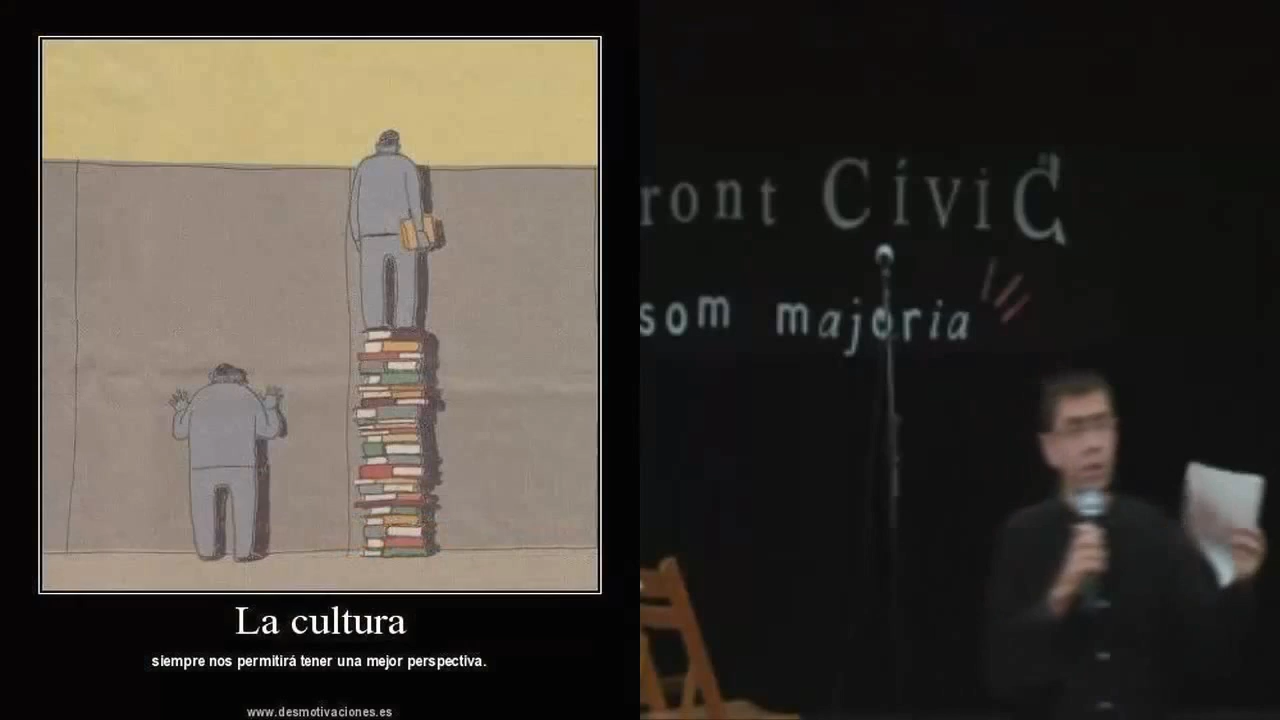 La cultura
siempre nos permitirá tener una mejor perspectiva.
www.desmotivaciones.es
ront CíviC
som majoria